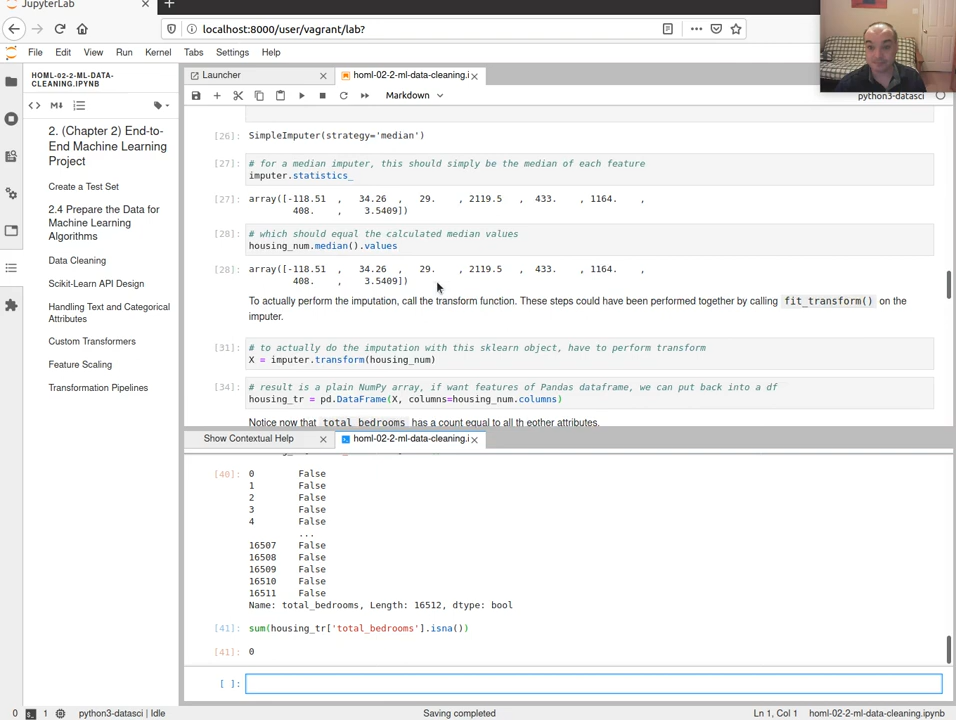 JupyterLab
localhost:8000/user/vagrant/lab?
File Edit View Run Kernel Tabs Settings Help
HOML-02-2-ML-DATA-
CLEANING.IPYNB
2. (Chapter 2) End-to-
End Machine Learning
Project
Create a Test Set
2.4 Prepare the Data for
Machine Learning
Algorithms
Data Cleaning
Scikit-Learn API Design
Handling Text and Categorical
Attributes
Custom Transformers
Feature Scaling
Transformation Pipelines
Launcher
homl-02-2-ml-data-cleaning.i
Markdown
python3-datasci
[26]: SimpleImputer(strategy='median')
[27]: # for a median imputer, this should simply be the median of each feature
imputer.statistics_
[27]: array([-118.51 , 34.26 , 29. , 2119.5 , 433. , 1164. ,
408. , 3.5409])
[28]: # which should equal the calculated median values
housing_num.median().values
[28]: array([-118.51 , 34.26 , 29. , 2119.5 , 433. , 1164. ,
408. , 3.5409])
To actually perform the imputation, call the transform function. These steps could have been performed together by calling fit_transform() on the
imputer.
[31]: # to actually do the imputation with this sklearn object, have to perform transform
X = imputer.transform(housing_num)
[34]: # result is a plain NumPy array, if want features of Pandas dataframe, we can put back into a df
housing_tr = pd.DataFrame(X, columns=housing_num.columns)
Notice now that total_bedrooms has a count equal to all th eother attributes.
Show Contextual Help
homl-02-2-ml-data-cleaning.i
[40]: 0 False
1 False
2 False
3 False
4 False
...
16507 False
16508 False
16509 False
16510 False
16511 False
Name: total_bedrooms, Length: 16512, dtype: bool
[41]: sum(housing_tr['total_bedrooms'].isna())
[41]: 0
[ ]:
0 1 python3-datasci | Idle
Saving completed
Ln 1, Col 1 homl-02-2-ml-data-cleaning.ipynb